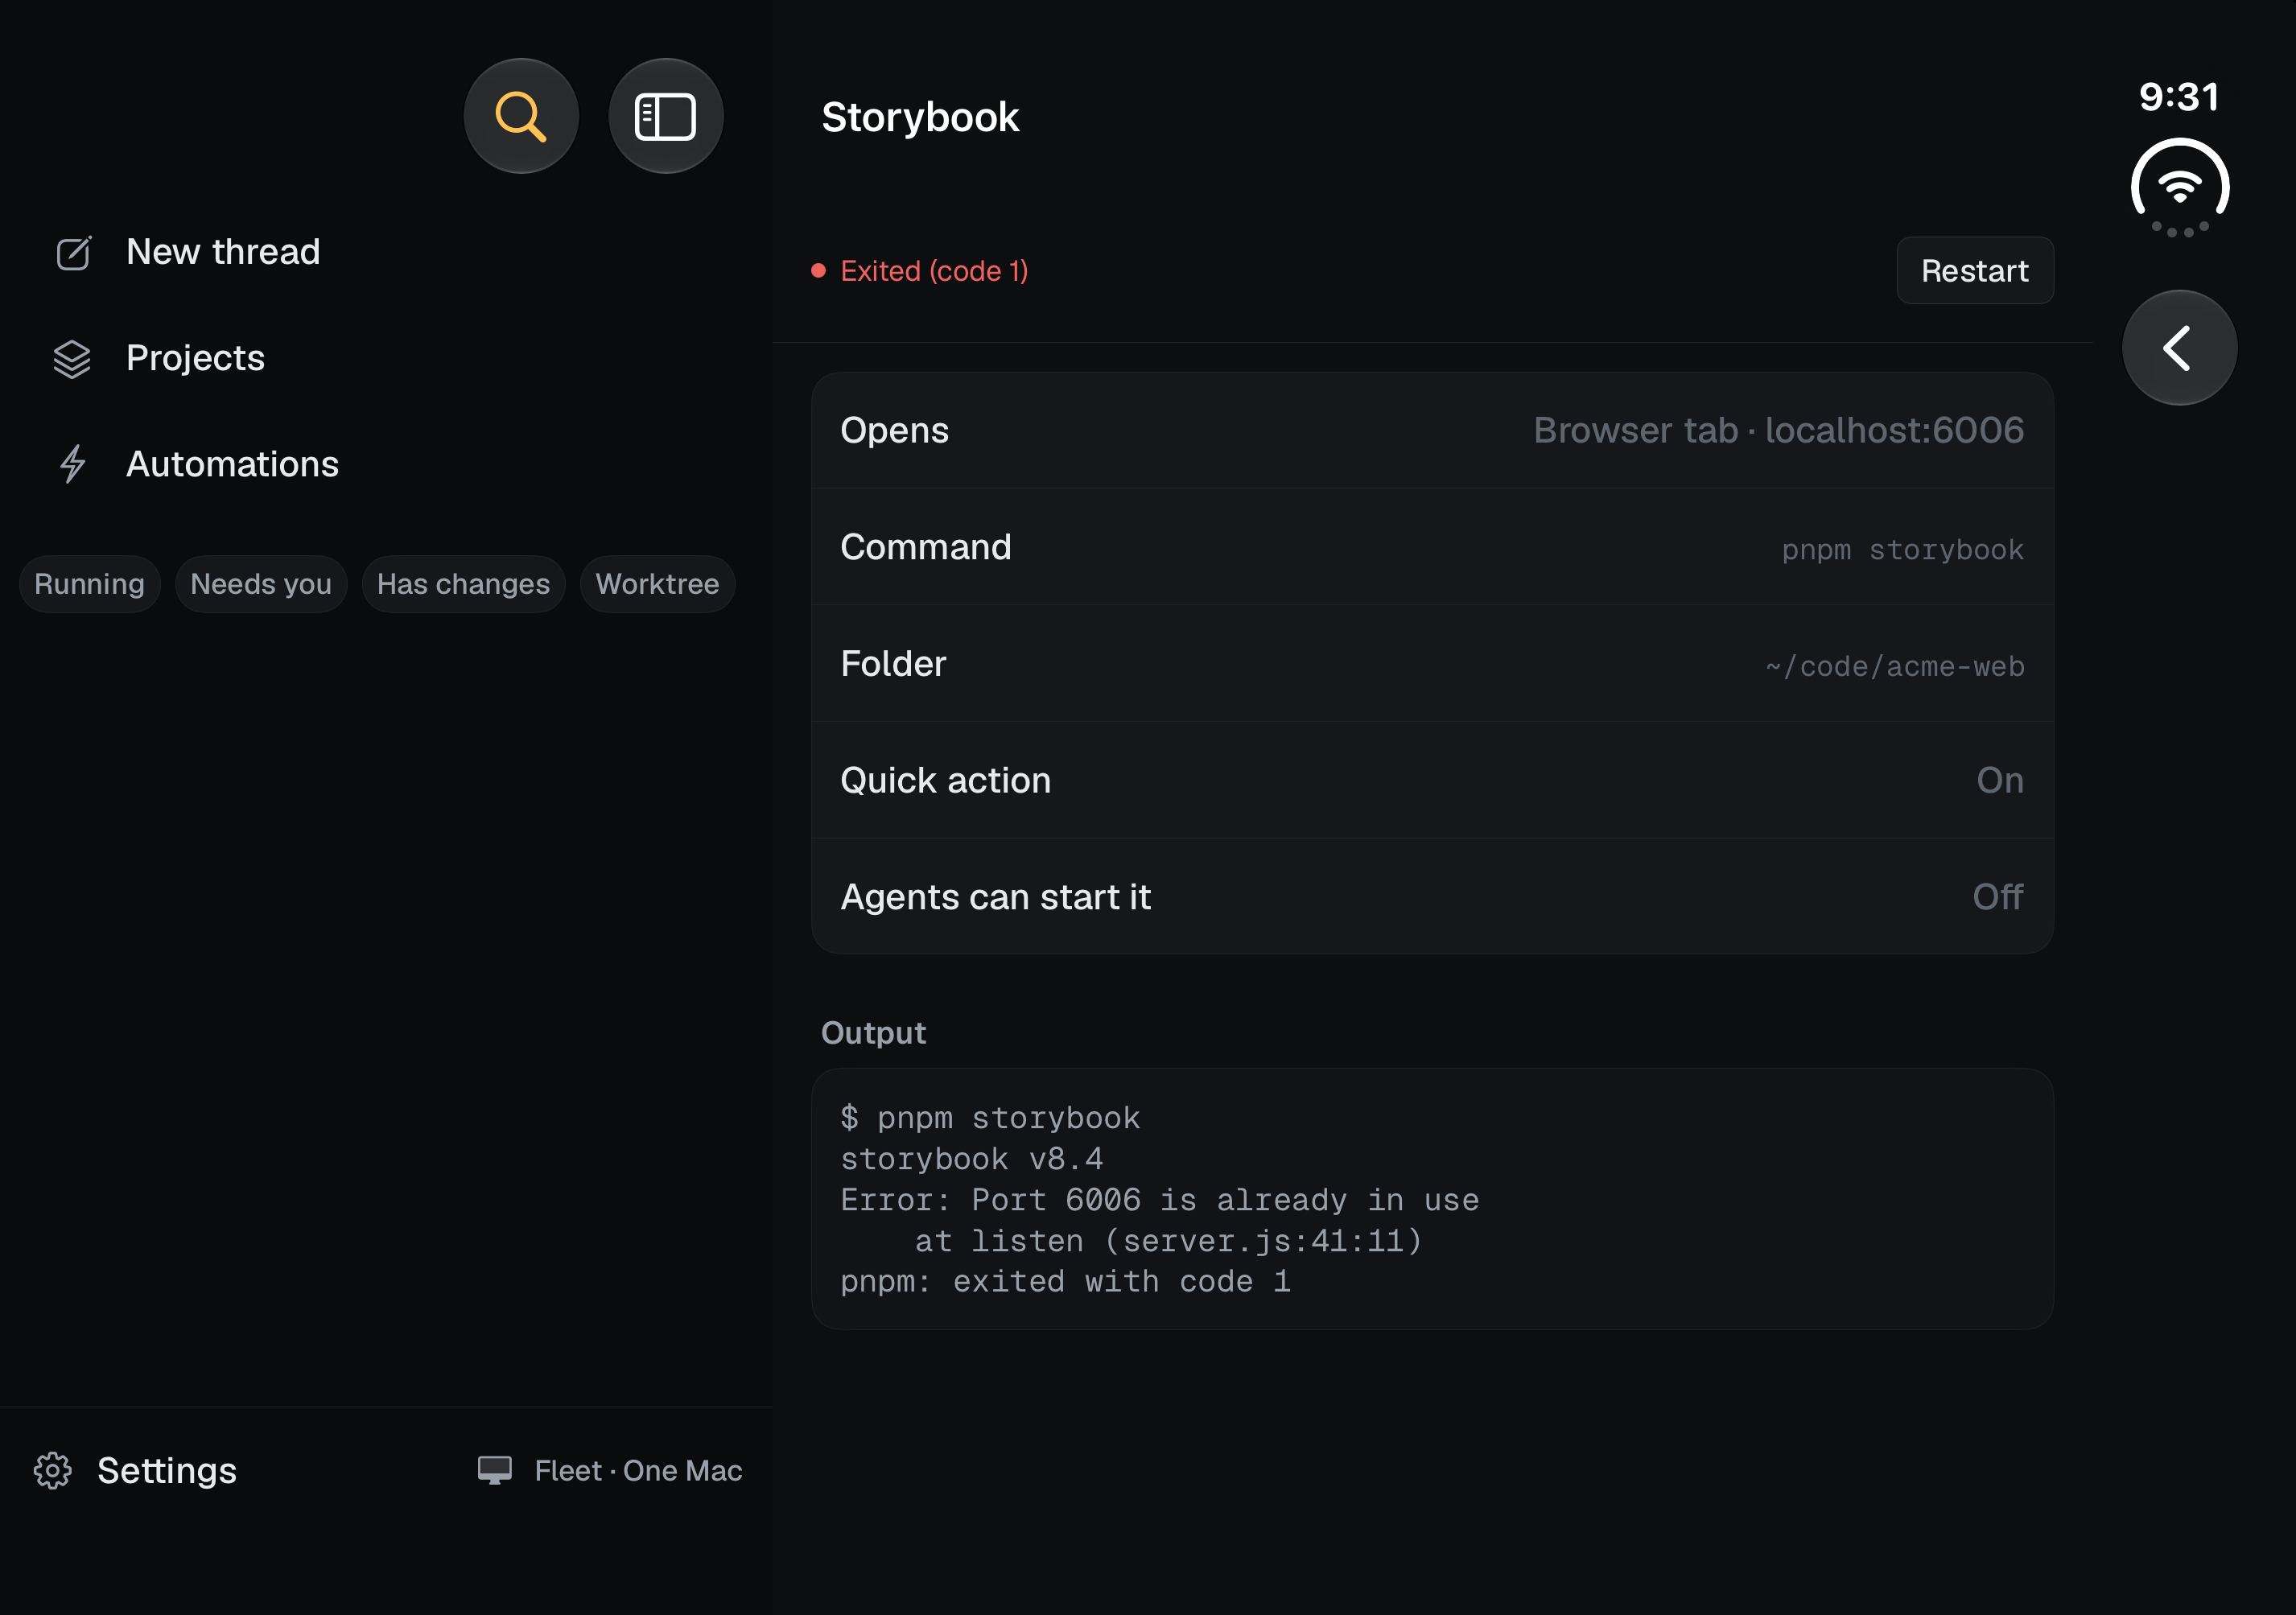 New thread
Projects
Automations
Running
Needs you
Has changes
Worktree
Settings
Fleet · One Mac
Storybook
Exited (code 1)
Restart
Opens
Browser tab · localhost:6006
Command
pnpm storybook
Folder
~/code/acme-web
Quick action
On
Agents can start it
Off
Output
$ pnpm storybook
storybook v8.4
Error: Port 6006 is already in use
    at listen (server.js:41:11)
pnpm: exited with code 1
9:31